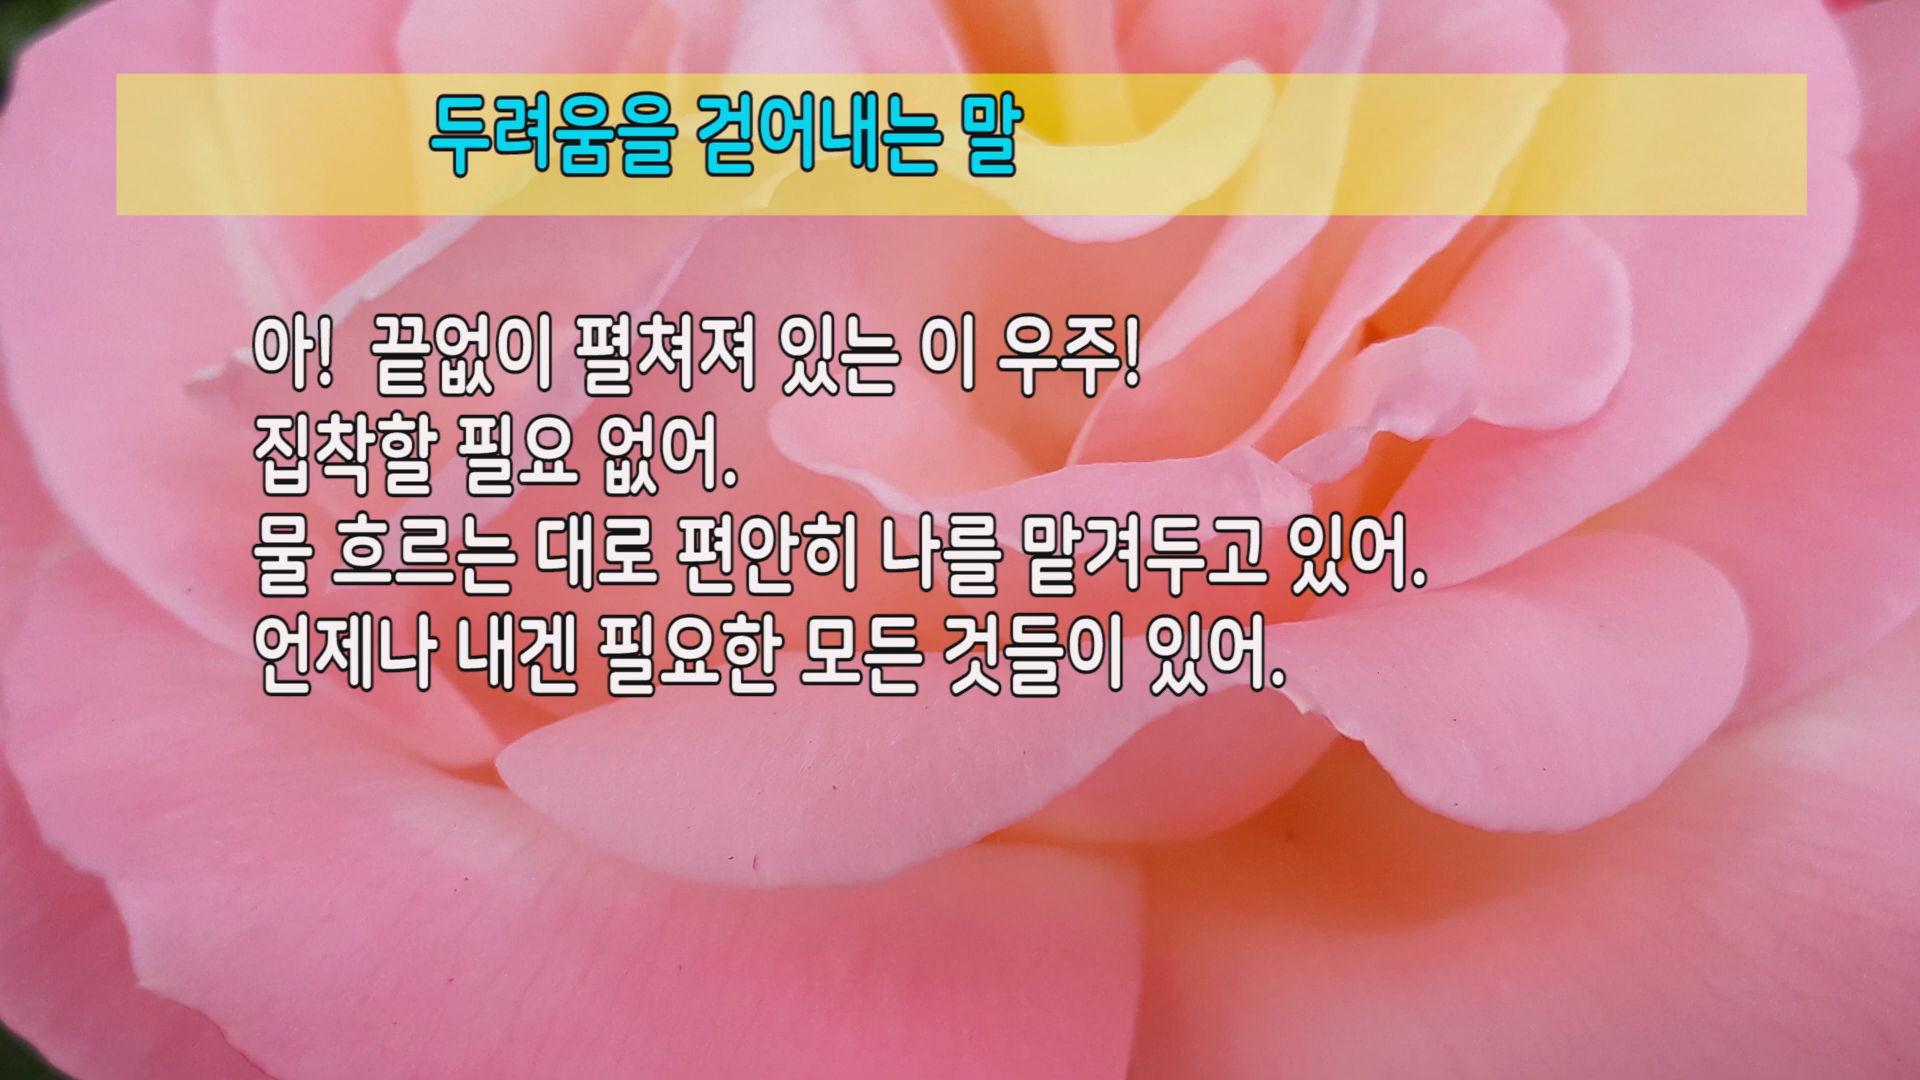 두려움을 걷어내는 말
아! 끝없이 펼쳐져 있는 이 우주!
집착할 필요 없어.
물 흐르는 대로 편안히 나를 맡겨두고 있어.
언제나 내겐 필요한 모든 것들이 있어.